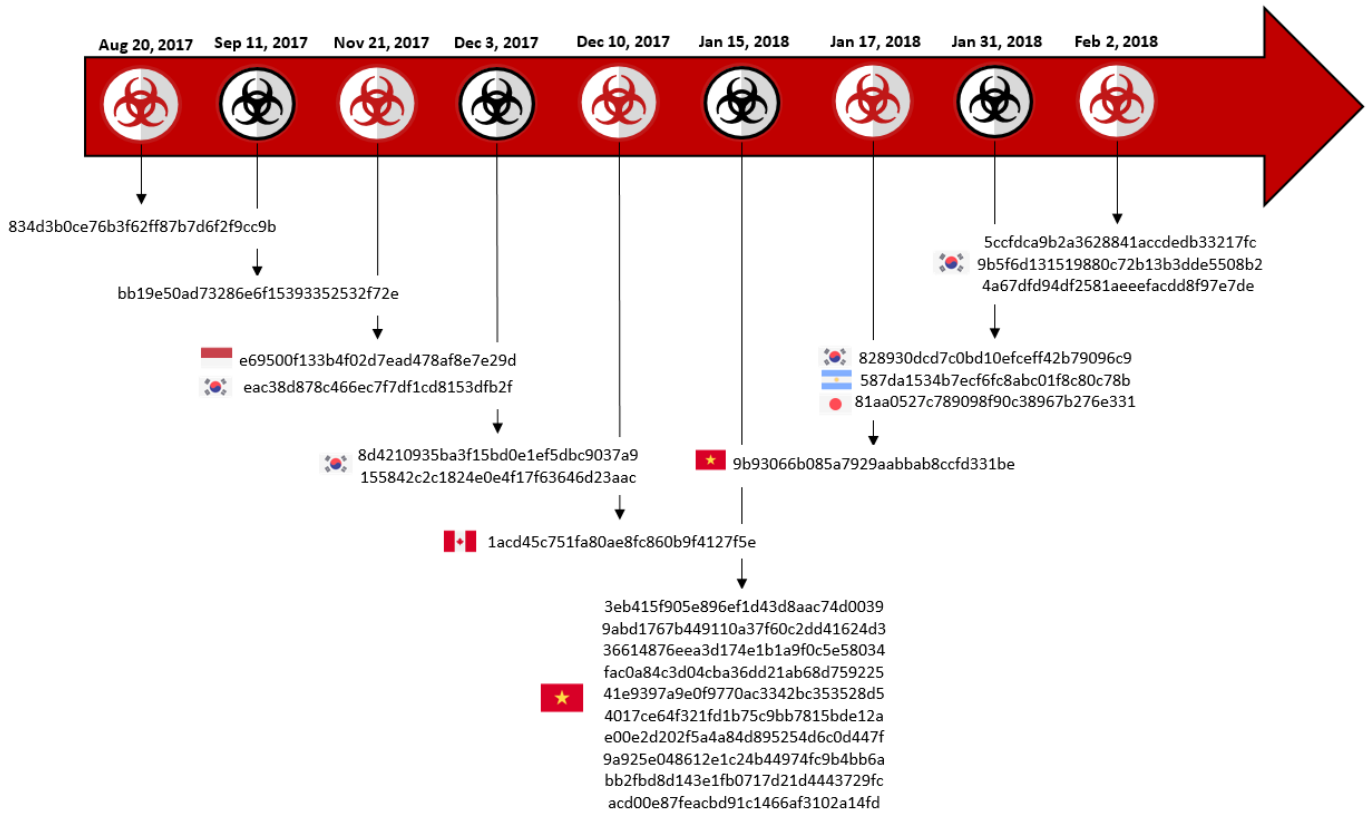 Aug 20, 2017
Sep 11, 2017
Nov 21, 2017
Dec 3, 2017
Dec 10, 2017
Jan 15, 2018
Jan 17, 2018
Jan 31, 2018
Feb 2, 2018
834d3b0ce76b3f62ff87b7d6f2f9cc9b
bb19e50ad73286e6f15393352532f72e
e69500f133b4f02d7ead478af8e7e29d
eac38d878c466ec7f7df1cd8153dfb2f
8d4210935ba3f15bd0e1ef5dbc9037a9
155842c2c1824e0e4f17f63646d23aac
1acd45c751fa80ae8fc860b9f4127f5e
3eb415f905e896ef1d43d8aac74d0039
9abd1767b449110a37f60c2dd41624d3
36614876eea3d174e1b1a9f0c5e58034
fac0a84c3d04cba36dd21ab68d759225
41e9397a9e0f9770ac3342bc353528d5
4017ce64f321fd1b75c9bb7815bde12a
e00e2d202f5a4a84d895254d6c0d447f
9a925e048612e1c24b44974fc9b4bb6a
bb2fbd8d143e1fb0717d21d4443729fc
acd00e87feacbd91c1466af3102a14fd
9b93066b085a7929aabbab8ccfd331be
828930dcd7c0bd10efceff42b79096c9
587da1534b7ecf6fc8abc01f8c80c78b
81aa0527c789098f90c38967b276e331
5ccfdca9b2a3628841accdedb33217fc
9b5f6d131519880c72b13b3dde5508b2
4a67dfd94df2581aeeefacdd8f97e7de